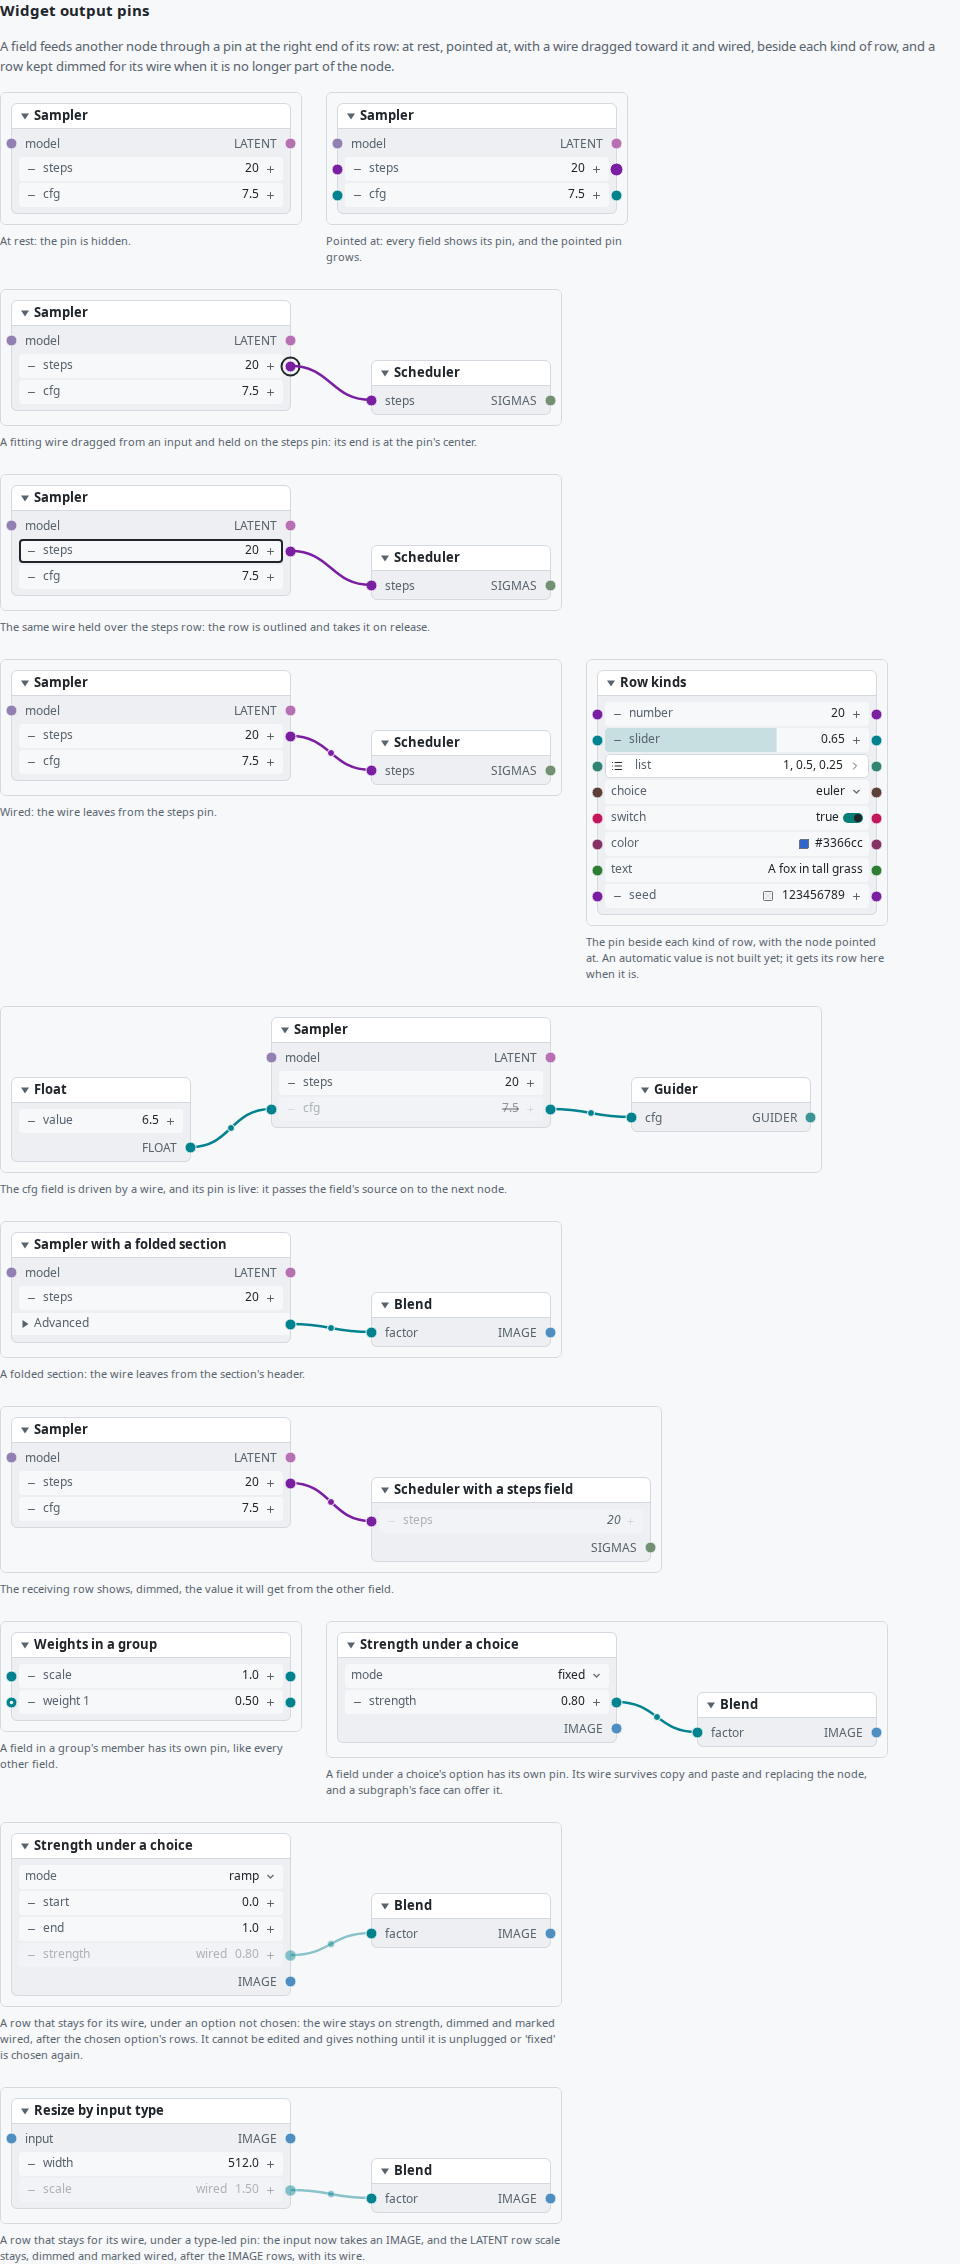 Widget output pins
A field feeds another node through a pin at the right end of its row: at rest, pointed at, with a wire dragged toward it and wired, beside each kind of row, and a
row kept dimmed for its wire when it is no longer part of the node.
Sampler
model LATENT
– steps 20 +
– cfg 7.5 +
At rest: the pin is hidden.
Sampler
model LATENT
– steps 20 +
– cfg 7.5 +
Pointed at: every field shows its pin, and the pointed pin
grows.
Sampler
model LATENT
– steps 20 +
– cfg 7.5 +
Scheduler
steps SIGMAS
A fitting wire dragged from an input and held on the steps pin: its end is at the pin's center.
Sampler
model LATENT
– steps 20 +
– cfg 7.5 +
Scheduler
steps SIGMAS
The same wire held over the steps row: the row is outlined and takes it on release.
Sampler
model LATENT
– steps 20 +
– cfg 7.5 +
Scheduler
steps SIGMAS
Wired: the wire leaves from the steps pin.
Row kinds
– number 20 +
– slider 0.65 +
list 1, 0.5, 0.25
choice euler
switch true
color #3366cc
text A fox in tall grass
– seed 123456789 +
The pin beside each kind of row, with the node pointed
at. An automatic value is not built yet; it gets its row here
when it is.
Float
– value 6.5 +
FLOAT
Sampler
model LATENT
– steps 20 +
– cfg 7.5 +
Guider
cfg GUIDER
The cfg field is driven by a wire, and its pin is live: it passes the field's source on to the next node.
Sampler with a folded section
model LATENT
– steps 20 +
Advanced
Blend
factor IMAGE
A folded section: the wire leaves from the section's header.
Sampler
model LATENT
– steps 20 +
– cfg 7.5 +
Scheduler with a steps field
– steps 20 +
SIGMAS
The receiving row shows, dimmed, the value it will get from the other field.
Weights in a group
– scale 1.0 +
– weight 1 0.50 +
A field in a group's member has its own pin, like every
other field.
Strength under a choice
mode fixed
– strength 0.80 +
IMAGE
Blend
factor IMAGE
A field under a choice's option has its own pin. Its wire survives copy and paste and replacing the node,
and a subgraph's face can offer it.
Strength under a choice
mode ramp
– start 0.0 +
– end 1.0 +
– strength wired 0.80 +
IMAGE
Blend
factor IMAGE
A row that stays for its wire, under an option not chosen: the wire stays on strength, dimmed and marked
wired, after the chosen option's rows. It cannot be edited and gives nothing until it is unplugged or 'fixed'
is chosen again.
Resize by input type
input IMAGE
– width 512.0 +
– scale wired 1.50 +
Blend
factor IMAGE
A row that stays for its wire, under a type-led pin: the input now takes an IMAGE, and the LATENT row scale
stays, dimmed and marked wired, after the IMAGE rows, with its wire.